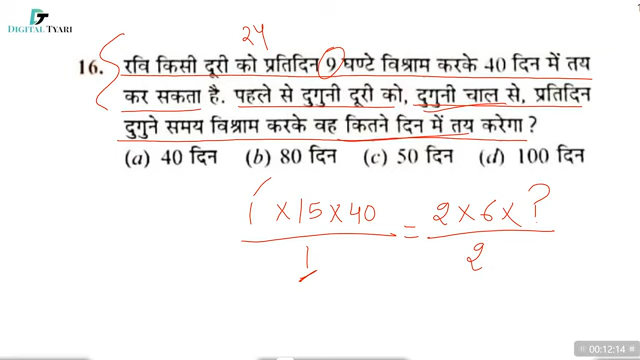 DIGITAL TYARI
24
16. रवि किसी दूरी को प्रतिदिन 9 घण्टे विश्राम करके 40 दिन में तय
कर सकता है. पहले से दुगुनी दूरी को, दुगुनी चाल से, प्रतिदिन
दुगुने समय विश्राम करके वह कितने दिन में तय करेगा ?
(a) 40 दिन (b) 80 दिन (c) 50 दिन (d) 100 दिन
1 × 15 × 40 = 2 × 6 × ?
1 2
00:12:14